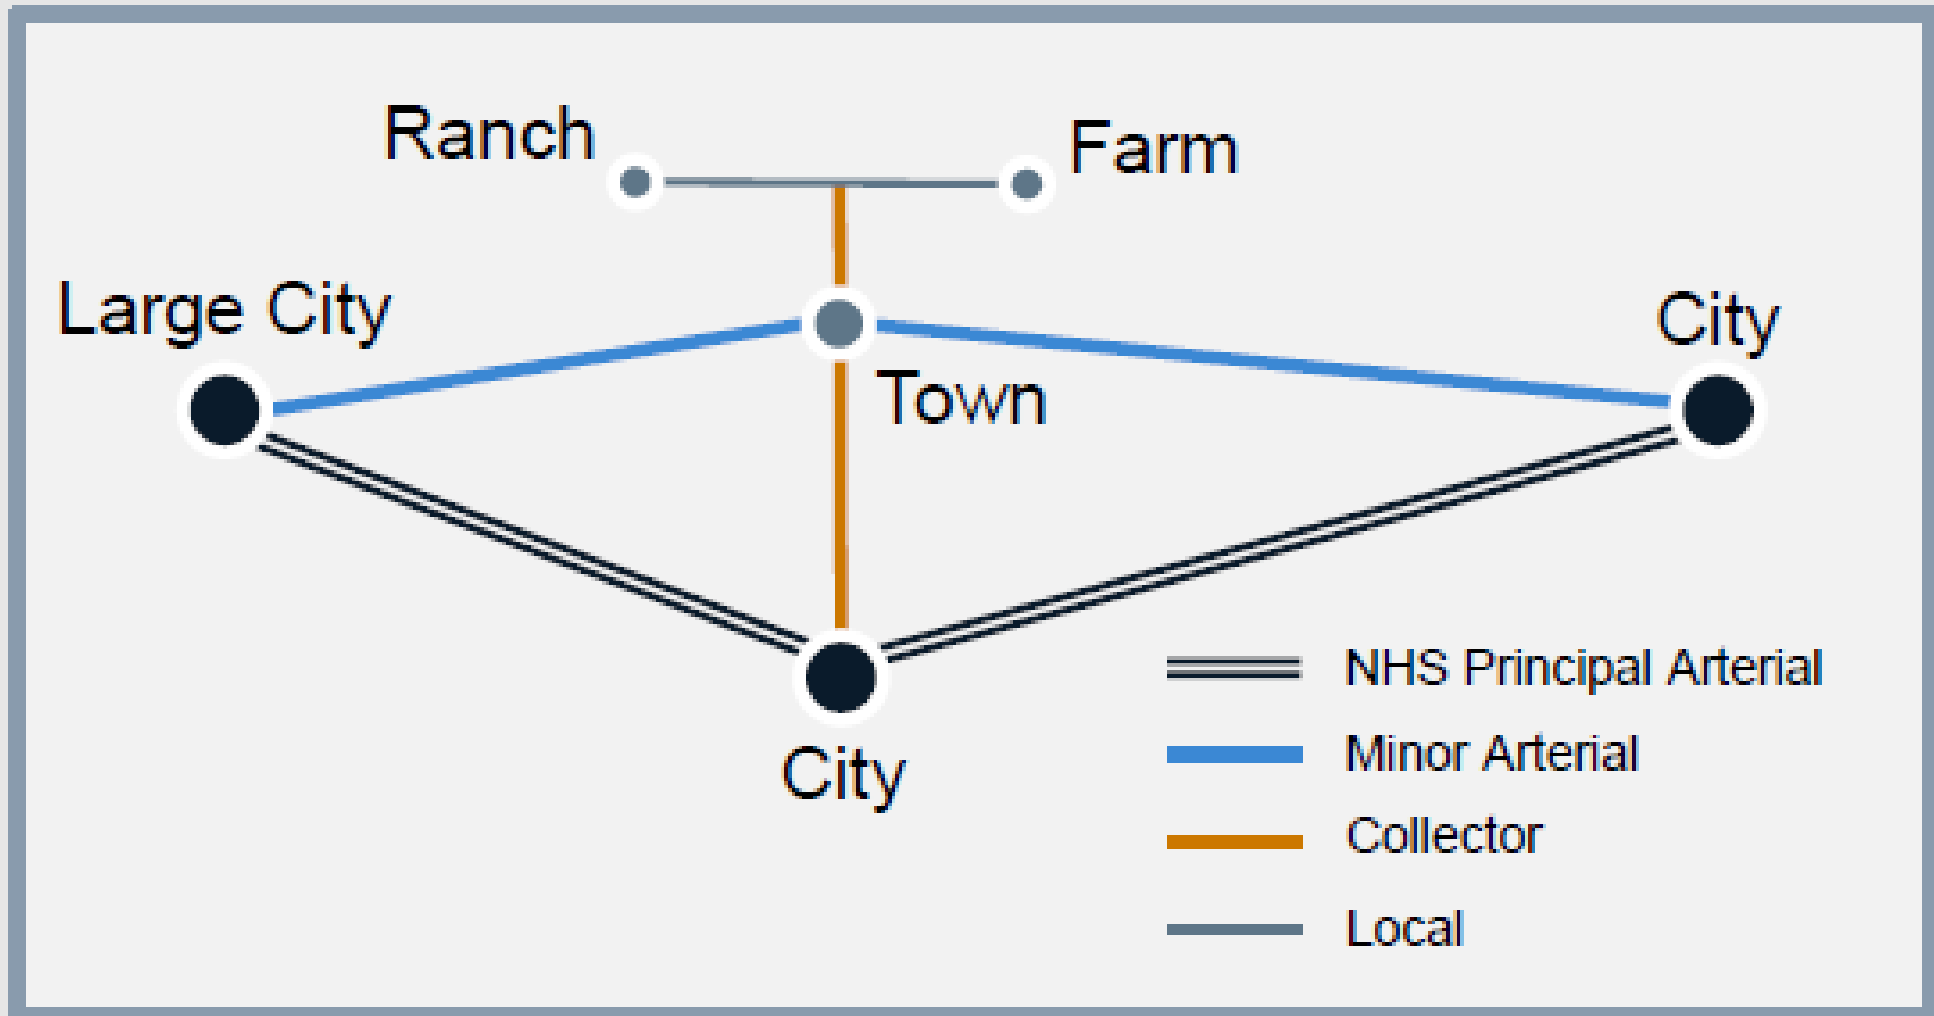 Ranch
Farm
Large City
City
Town
City
NHS Principal Arterial
Minor Arterial
Collector
Local